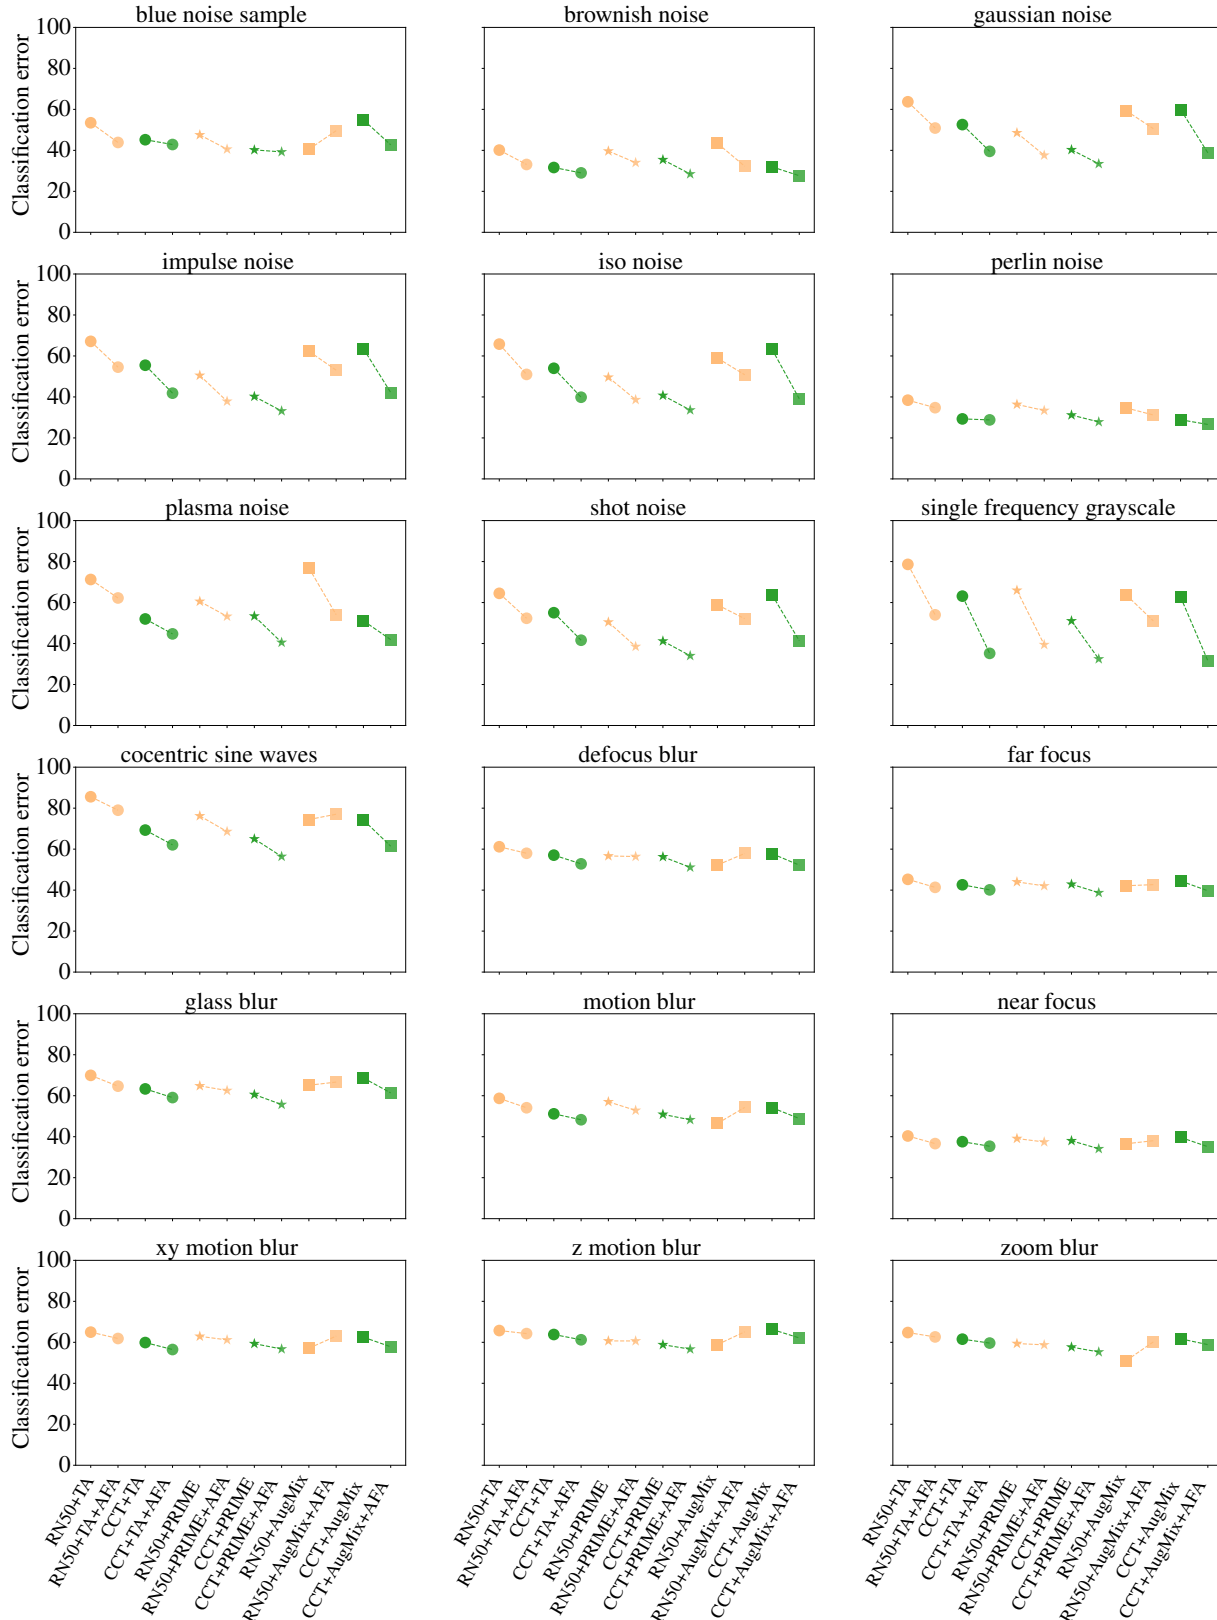 blue noise sample
brownish noise
gaussian noise
Classification error
100
80
60
40
20
0
impulse noise
iso noise
perlin noise
Classification error
100
80
60
40
20
0
plasma noise
shot noise
single frequency grayscale
Classification error
100
80
60
40
20
0
cocentric sine waves
defocus blur
far focus
Classification error
100
80
60
40
20
0
glass blur
motion blur
near focus
Classification error
100
80
60
40
20
0
xy motion blur
z motion blur
zoom blur
Classification error
100
80
60
40
20
0
RN50+TA
RN50+TA+AFA
CCT+TA
CCT+TA+AFA
RN50+PRIME
RN50+PRIME+AFA
CCT+PRIME
CCT+PRIME+AFA
RN50+AugMix
RN50+AugMix+AFA
CCT+AugMix
CCT+AugMix+AFA
RN50+TA
RN50+TA+AFA
CCT+TA
CCT+TA+AFA
RN50+PRIME
RN50+PRIME+AFA
CCT+PRIME
CCT+PRIME+AFA
RN50+AugMix
RN50+AugMix+AFA
CCT+AugMix
CCT+AugMix+AFA
RN50+TA
RN50+TA+AFA
CCT+TA
CCT+TA+AFA
RN50+PRIME
RN50+PRIME+AFA
CCT+PRIME
CCT+PRIME+AFA
RN50+AugMix
RN50+AugMix+AFA
CCT+AugMix
CCT+AugMix+AFA